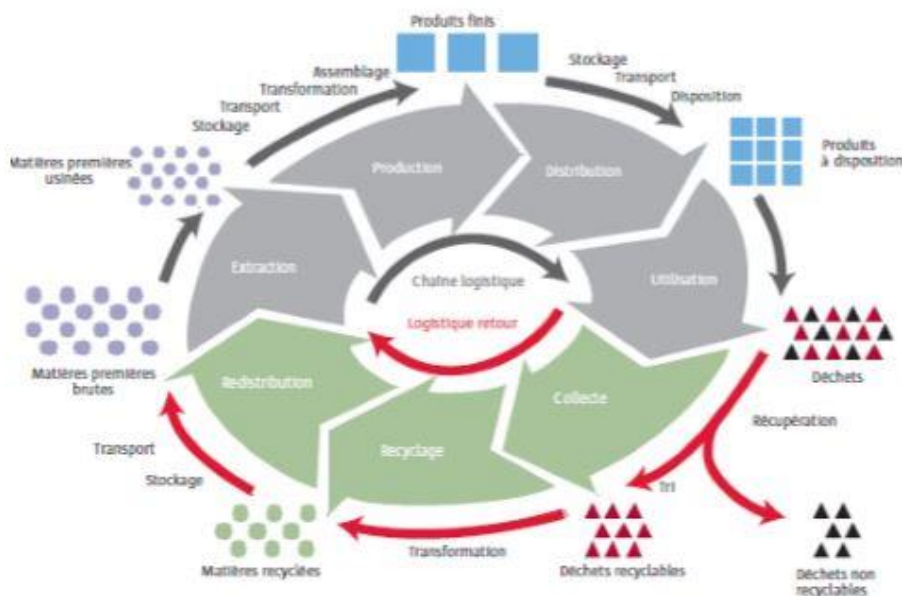 Produits finis
Assemblage
Transformation
Transport
Stockage
Stockage
Transport
Disposition
Matières premières
usinées
Produits
à disposition
Production
Distribution
Extraction
Utilisation
Chaîne logistique
Logistique retour
Matières premières
brutes
Déchets
Redistribution
Collecte
Recyclage
Récupération
Transport
Stockage
Tri
Transformation
Matières recyclées
Déchets recyclables
Déchets non
recyclables